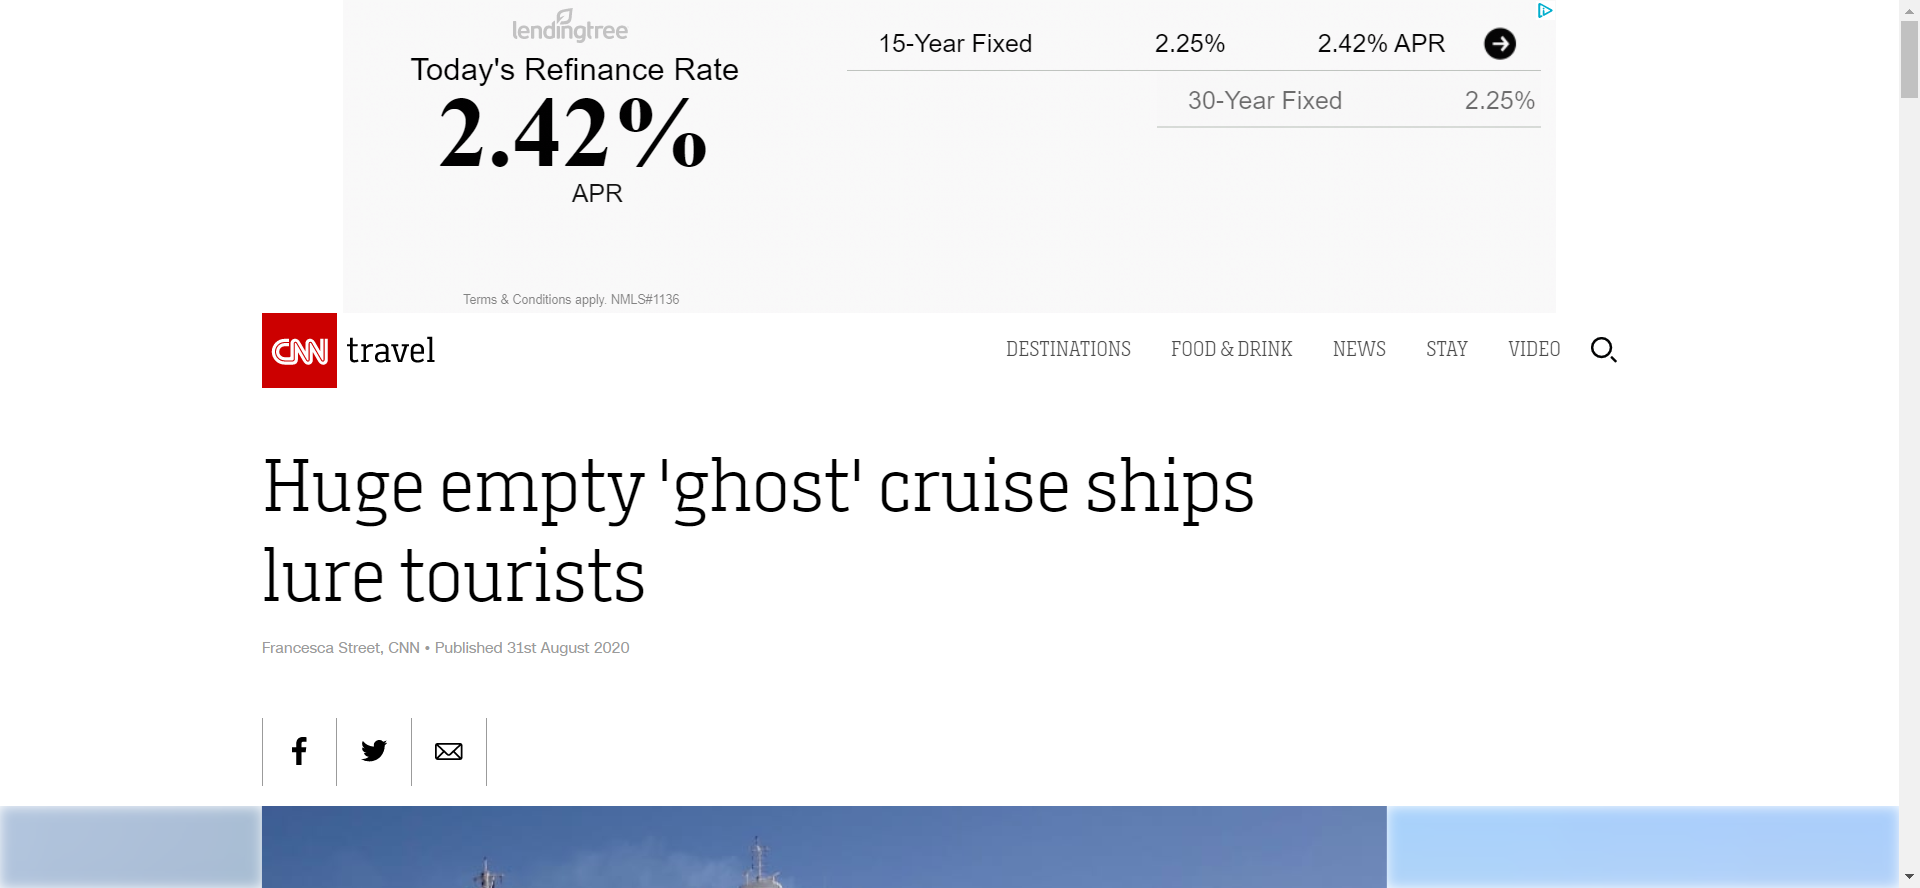 lendingtree
Today's Refinance Rate
2.42%
APR
Terms & Conditions apply. NMLS#1136
15-Year Fixed 2.25% 2.42% APR
30-Year Fixed 2.25%
CNN travel
DESTINATIONS FOOD & DRINK NEWS STAY VIDEO
Huge empty 'ghost' cruise ships
lure tourists
Francesca Street, CNN • Published 31st August 2020